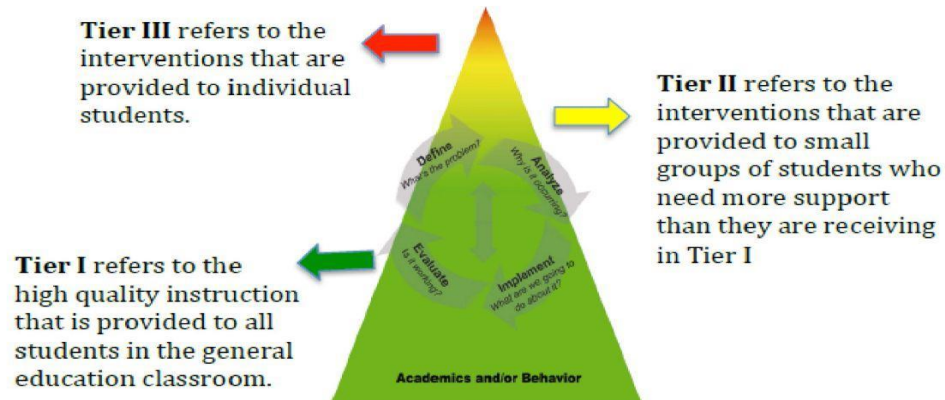 Tier III refers to the
interventions that are
provided to individual
students.
Tier II refers to the
interventions that are
provided to small
groups of students who
need more support
than they are receiving
in Tier I
Define
What's the problem?
Analyze
Why is it occurring?
Implement
What are we going to
do about it?
Evaluate
Is it working?
Tier I refers to the
high quality instruction
that is provided to all
students in the general
education classroom.
Academics and/or Behavior